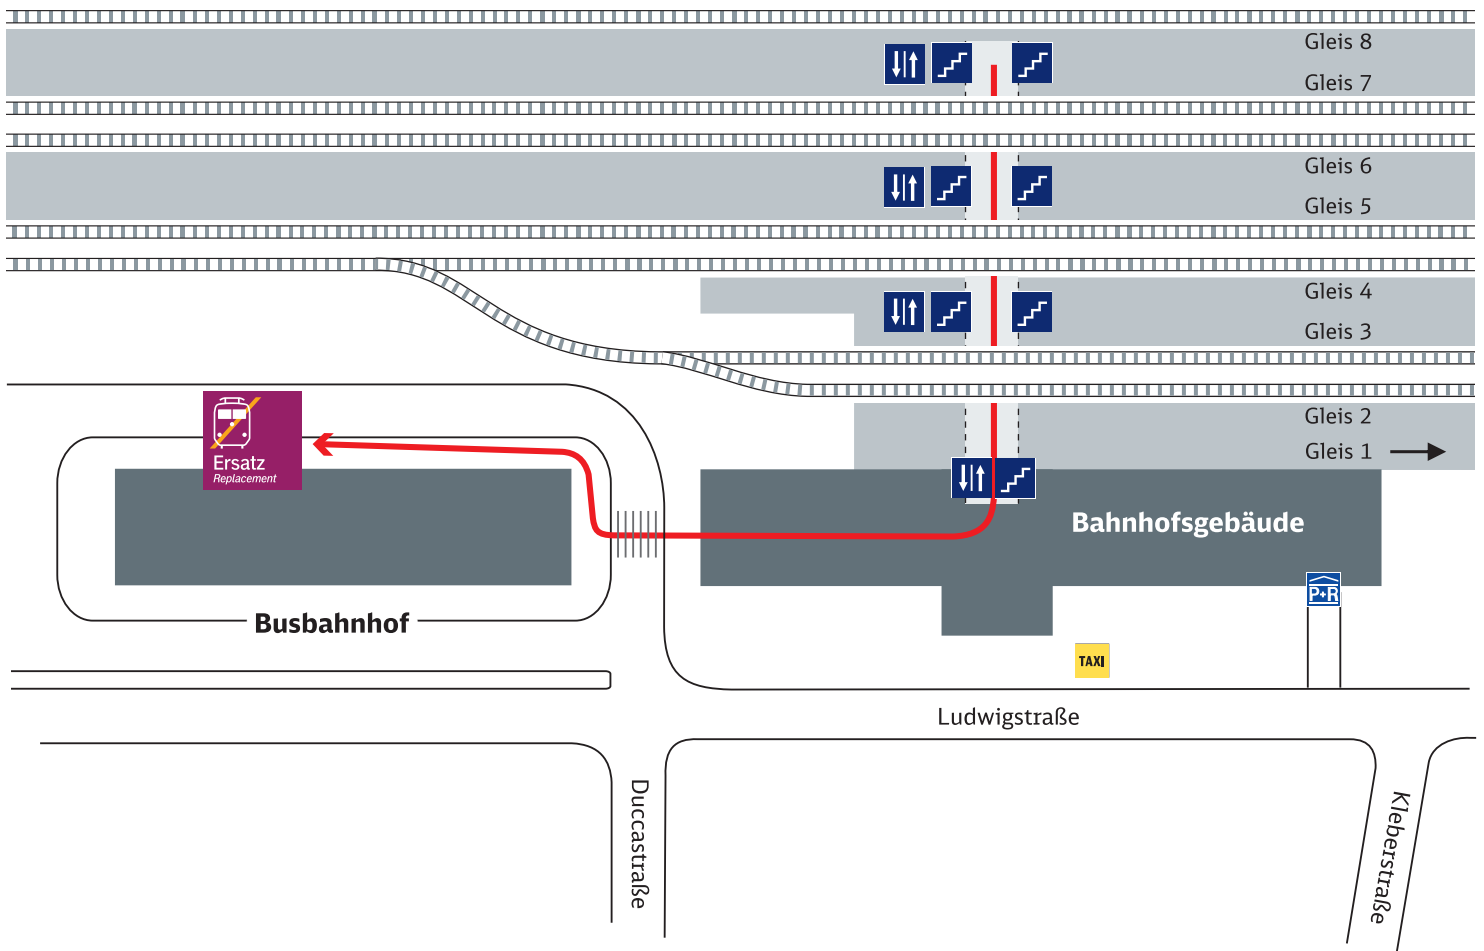 Gleis 8
Gleis 7
Gleis 6
Gleis 5
Gleis 4
Gleis 3
Gleis 2
Gleis 1
Ersatz
Replacement
Bahnhofsgebäude
P+R
Busbahnhof
TAXI
Ludwigstraße
Duccastraße
Kleberstraße